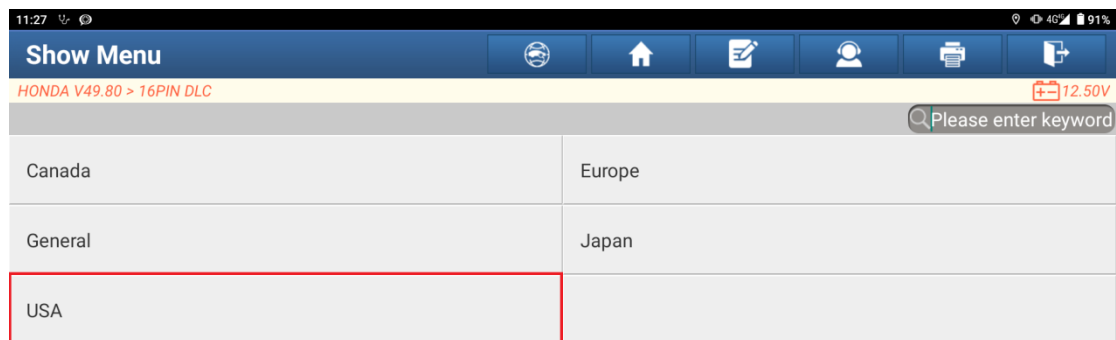 11:27 4G 91%
Show Menu
HONDA V49.80 > 16PIN DLC 12.50V
Please enter keyword
Canada Europe
General Japan
USA